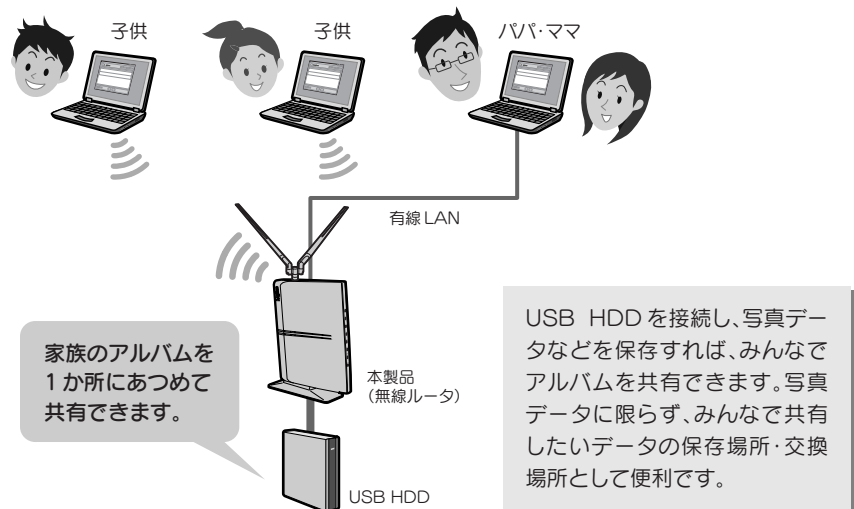 子供
子供
パパ・ママ
有線LAN
家族のアルバムを
1か所にあつめて
共有できます。
本製品
(無線ルータ)
USB HDD
USB HDDを接続し、写真デー
タなどを保存すれば、みんなで
アルバムを共有できます。写真
データに限らず、みんなで共有
したいデータの保存場所・交換
場所として便利です。